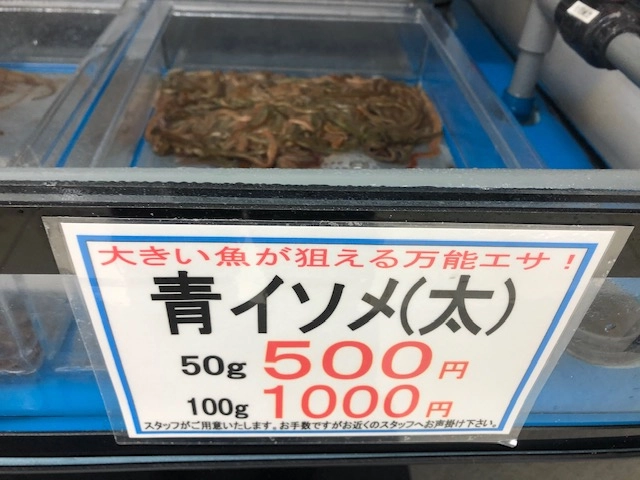 大きい魚が狙える万能エサ！
青イソメ(太)
50g 500円
100g 1000円
スタッフがご用意いたします。お手数ですがお近くのスタッフへお声掛け下さい。